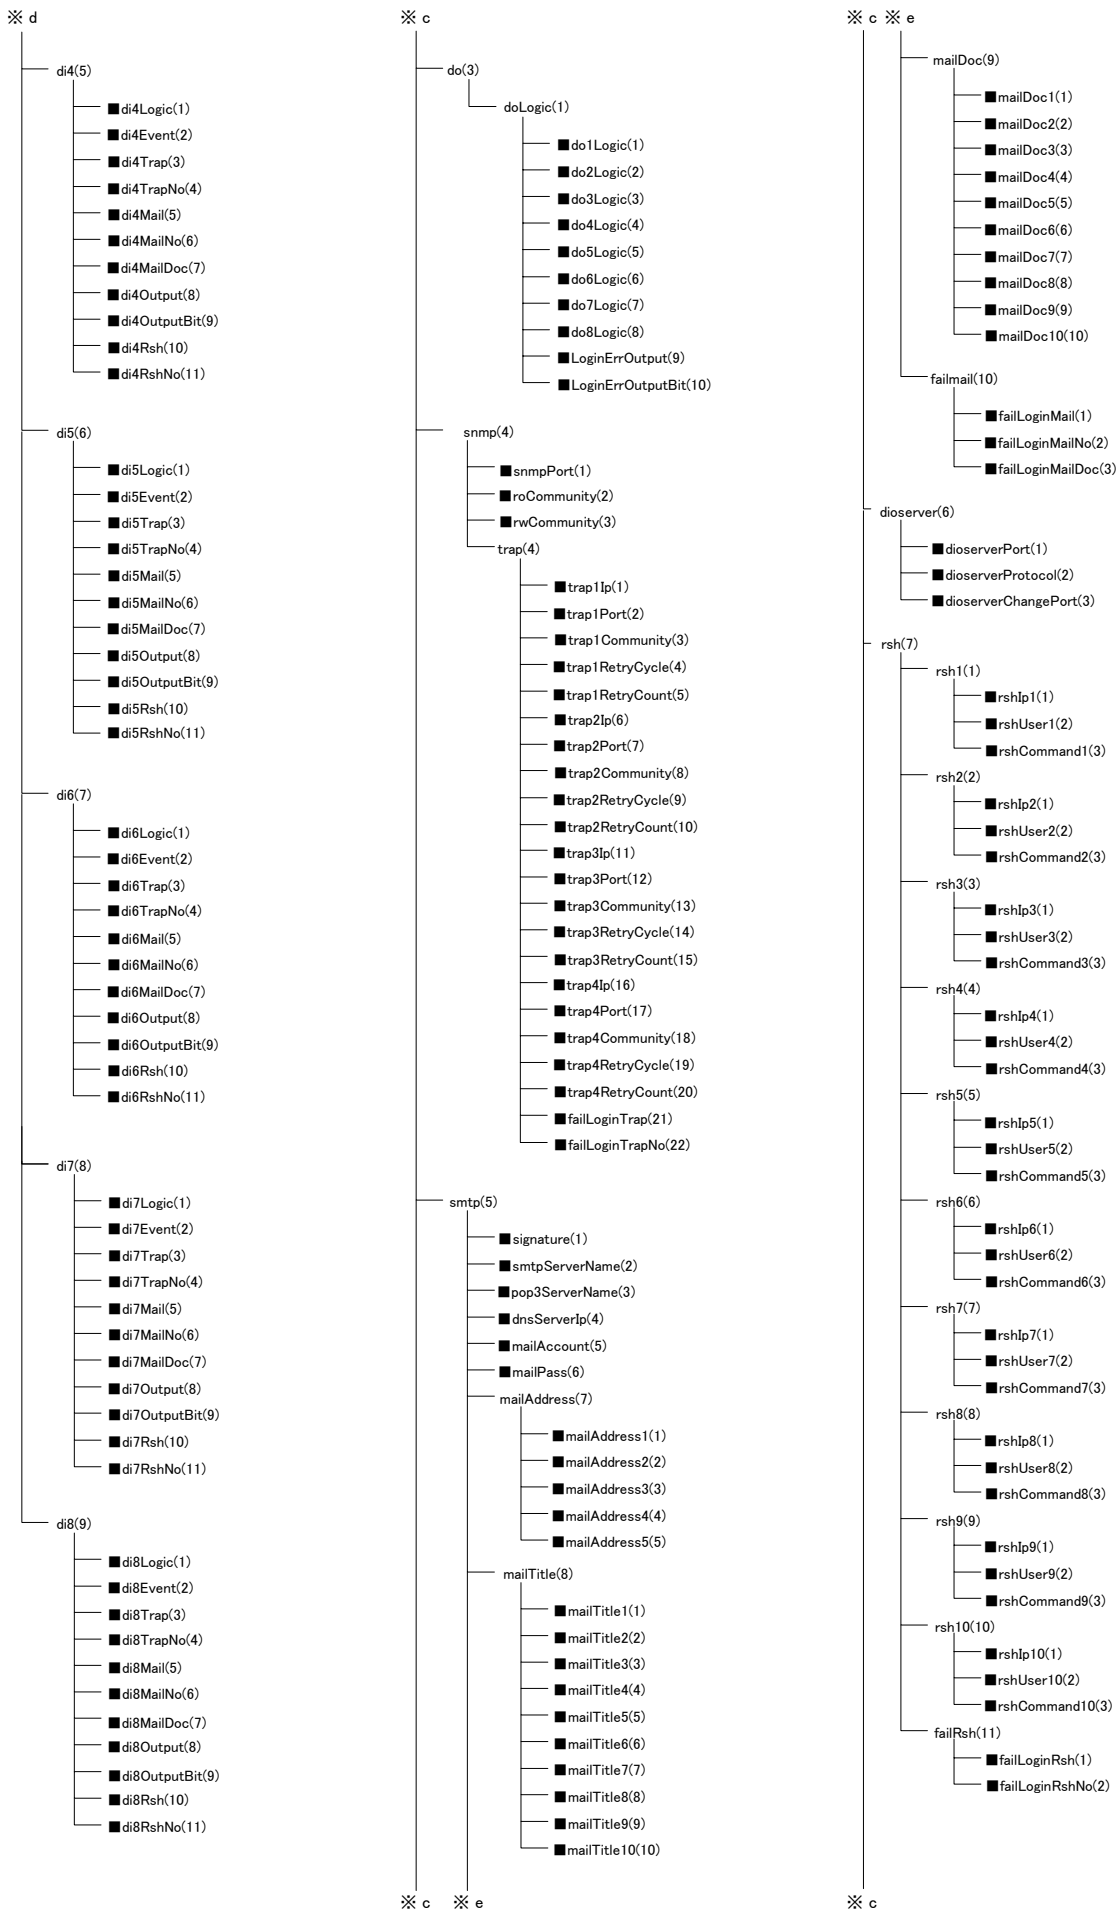 ※ d
di4(5)
■di4Logic(1)
■di4Event(2)
■di4Trap(3)
■di4TrapNo(4)
■di4Mail(5)
■di4MailNo(6)
■di4MailDoc(7)
■di4Output(8)
■di4OutputBit(9)
■di4Rsh(10)
■di4RshNo(11)
di5(6)
■di5Logic(1)
■di5Event(2)
■di5Trap(3)
■di5TrapNo(4)
■di5Mail(5)
■di5MailNo(6)
■di5MailDoc(7)
■di5Output(8)
■di5OutputBit(9)
■di5Rsh(10)
■di5RshNo(11)
di6(7)
■di6Logic(1)
■di6Event(2)
■di6Trap(3)
■di6TrapNo(4)
■di6Mail(5)
■di6MailNo(6)
■di6MailDoc(7)
■di6Output(8)
■di6OutputBit(9)
■di6Rsh(10)
■di6RshNo(11)
di7(8)
■di7Logic(1)
■di7Event(2)
■di7Trap(3)
■di7TrapNo(4)
■di7Mail(5)
■di7MailNo(6)
■di7MailDoc(7)
■di7Output(8)
■di7OutputBit(9)
■di7Rsh(10)
■di7RshNo(11)
di8(9)
■di8Logic(1)
■di8Event(2)
■di8Trap(3)
■di8TrapNo(4)
■di8Mail(5)
■di8MailNo(6)
■di8MailDoc(7)
■di8Output(8)
■di8OutputBit(9)
■di8Rsh(10)
■di8RshNo(11)
※ c
do(3)
doLogic(1)
■do1Logic(1)
■do2Logic(2)
■do3Logic(3)
■do4Logic(4)
■do5Logic(5)
■do6Logic(6)
■do7Logic(7)
■do8Logic(8)
■LoginErrOutput(9)
■LoginErrOutputBit(10)
snmp(4)
■snmpPort(1)
■roCommunity(2)
■rwCommunity(3)
trap(4)
■trap1Ip(1)
■trap1Port(2)
■trap1Community(3)
■trap1RetryCycle(4)
■trap1RetryCount(5)
■trap2Ip(6)
■trap2Port(7)
■trap2Community(8)
■trap2RetryCycle(9)
■trap2RetryCount(10)
■trap3Ip(11)
■trap3Port(12)
■trap3Community(13)
■trap3RetryCycle(14)
■trap3RetryCount(15)
■trap4Ip(16)
■trap4Port(17)
■trap4Community(18)
■trap4RetryCycle(19)
■trap4RetryCount(20)
■failLoginTrap(21)
■failLoginTrapNo(22)
smtp(5)
■signature(1)
■smtpServerName(2)
■pop3ServerName(3)
■dnsServerIp(4)
■mailAccount(5)
■mailPass(6)
mailAddress(7)
■mailAddress1(1)
■mailAddress2(2)
■mailAddress3(3)
■mailAddress4(4)
■mailAddress5(5)
mailTitle(8)
■mailTitle1(1)
■mailTitle2(2)
■mailTitle3(3)
■mailTitle4(4)
■mailTitle5(5)
■mailTitle6(6)
■mailTitle7(7)
■mailTitle8(8)
■mailTitle9(9)
■mailTitle10(10)
※ c ※ e
※ c ※ e
mailDoc(9)
■mailDoc1(1)
■mailDoc2(2)
■mailDoc3(3)
■mailDoc4(4)
■mailDoc5(5)
■mailDoc6(6)
■mailDoc7(7)
■mailDoc8(8)
■mailDoc9(9)
■mailDoc10(10)
failmail(10)
■failLoginMail(1)
■failLoginMailNo(2)
■failLoginMailDoc(3)
dioserver(6)
■dioserverPort(1)
■dioserverProtocol(2)
■dioserverChangePort(3)
rsh(7)
rsh1(1)
■rshIp1(1)
■rshUser1(2)
■rshCommand1(3)
rsh2(2)
■rshIp2(1)
■rshUser2(2)
■rshCommand2(3)
rsh3(3)
■rshIp3(1)
■rshUser3(2)
■rshCommand3(3)
rsh4(4)
■rshIp4(1)
■rshUser4(2)
■rshCommand4(3)
rsh5(5)
■rshIp5(1)
■rshUser5(2)
■rshCommand5(3)
rsh6(6)
■rshIp6(1)
■rshUser6(2)
■rshCommand6(3)
rsh7(7)
■rshIp7(1)
■rshUser7(2)
■rshCommand7(3)
rsh8(8)
■rshIp8(1)
■rshUser8(2)
■rshCommand8(3)
rsh9(9)
■rshIp9(1)
■rshUser9(2)
■rshCommand9(3)
rsh10(10)
■rshIp10(1)
■rshUser10(2)
■rshCommand10(3)
failRsh(11)
■failLoginRsh(1)
■failLoginRshNo(2)
※ c